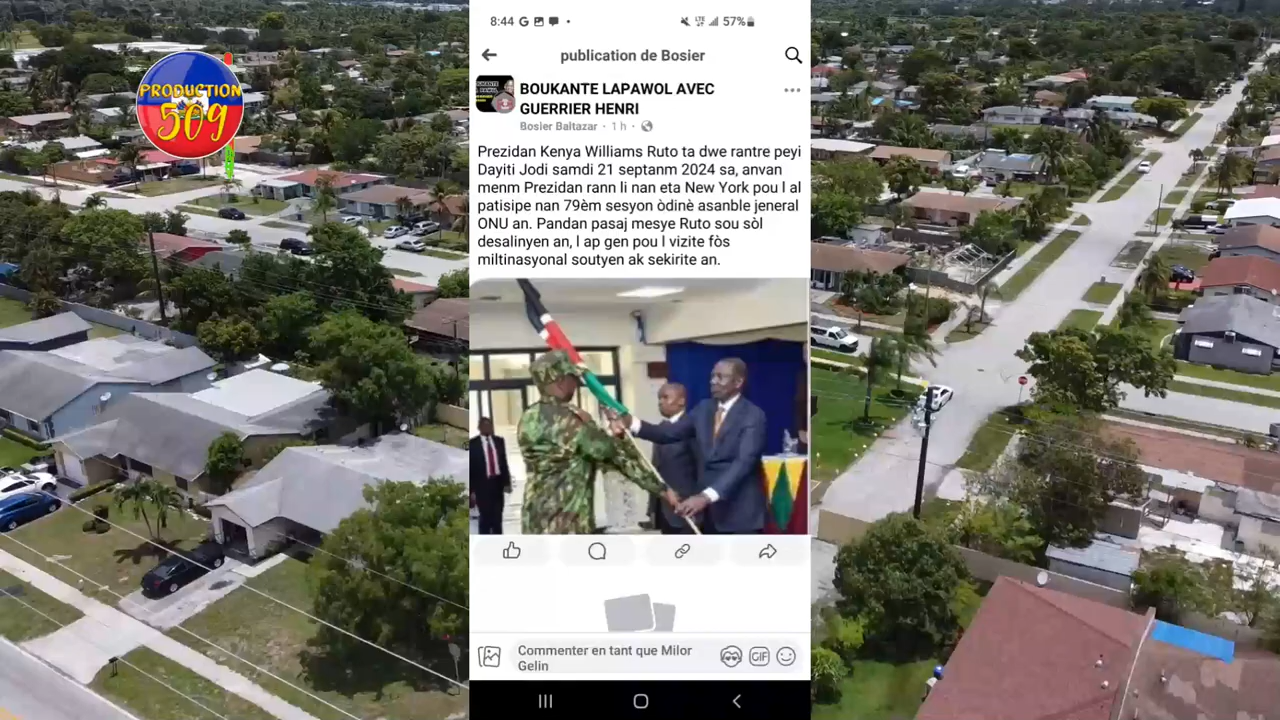 PRODUCTION
509
8:44
LTE
57%
publication de Bosier
BOUKANTE LAPAWOL AVEC
GUERRIER HENRI
Bosier Baltazar · 1 h ·
Prezidan Kenya Williams Ruto ta dwe rantre peyi
Dayiti Jodi samdi 21 septanm 2024 sa, anvan
menm Prezidan rann li nan eta New York pou l al
patisipe nan 79èm sesyon òdinè asanble jeneral
ONU an. Pandan pasaj mesye Ruto sou sòl
desalinyen an, l ap gen pou l vizite fòs
miltinasyonal soutyen ak sekirite an.
Commenter en tant que Milor
Gelin
GIF